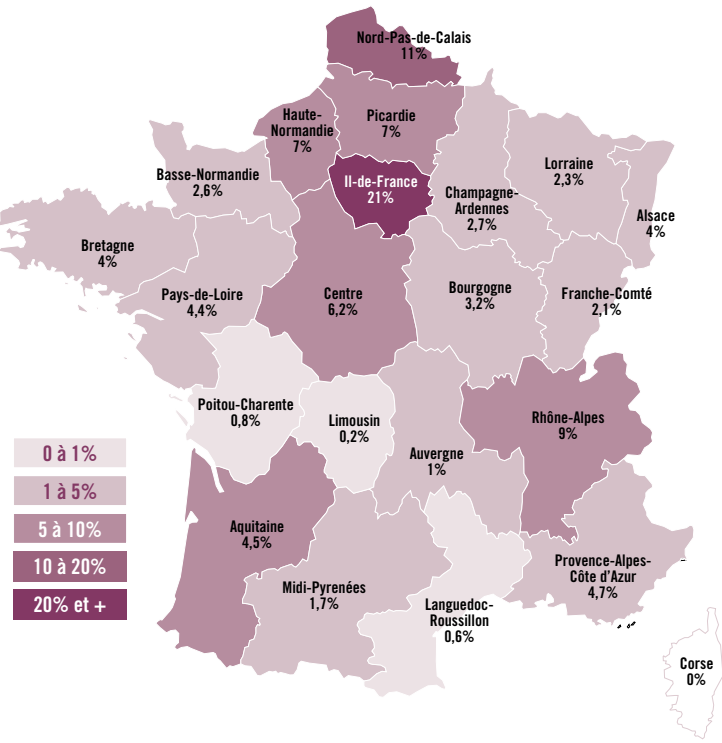 Nord-Pas-de-Calais
11%
Haute-
Normandie
7%
Picardie
7%
Basse-Normandie
2,6%
Il-de-France
21%
Champagne-
Ardennes
2,7%
Lorraine
2,3%
Alsace
4%
Bretagne
4%
Pays-de-Loire
4,4%
Centre
6,2%
Bourgogne
3,2%
Franche-Comté
2,1%
Poitou-Charente
0,8%
Limousin
0,2%
Auvergne
1%
Rhône-Alpes
9%
0 à 1%
1 à 5%
5 à 10%
10 à 20%
20% et +
Aquitaine
4,5%
Midi-Pyrenées
1,7%
Languedoc-
Roussillon
0,6%
Provence-Alpes-
Côte d'Azur
4,7%
Corse
0%